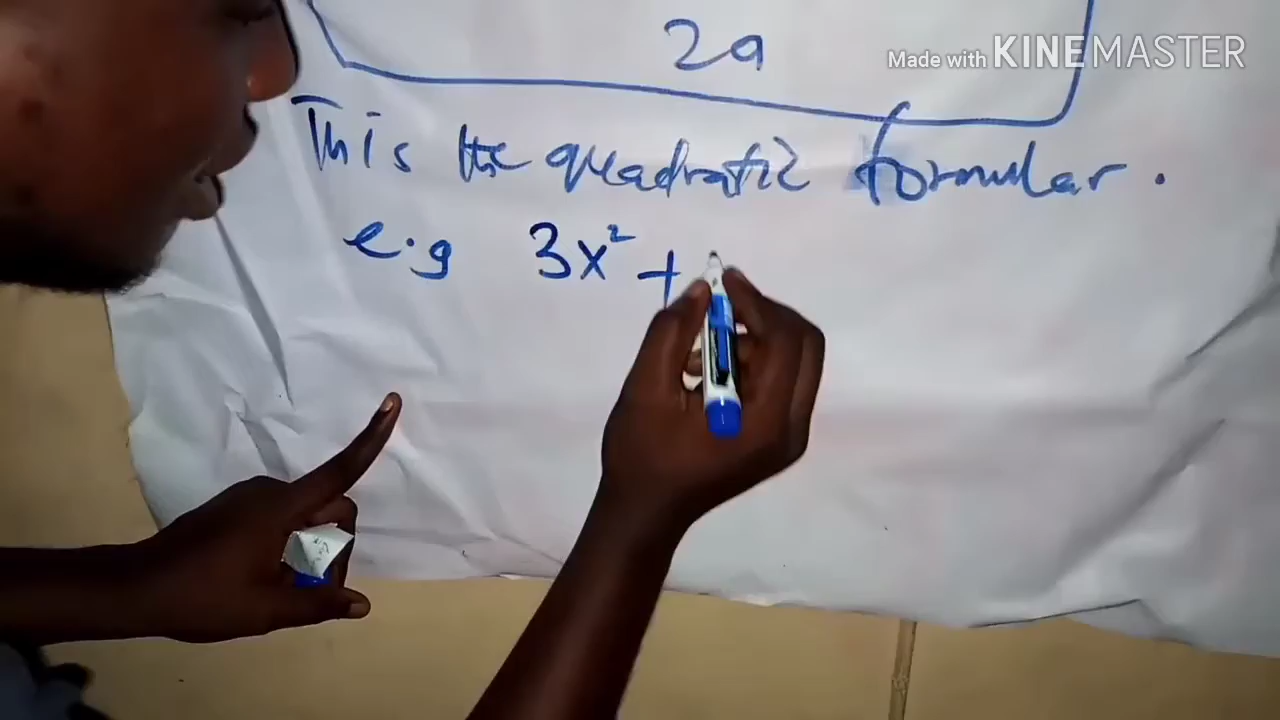 2a
Made with KINEMASTER
This the quadratic formular.
e.g 3x² +